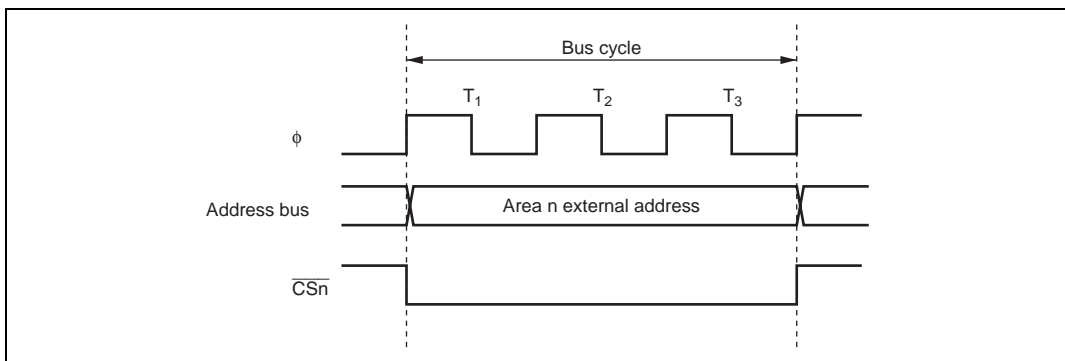 Bus cycle
T1 T2 T3
φ
Address bus Area n external address
CSn